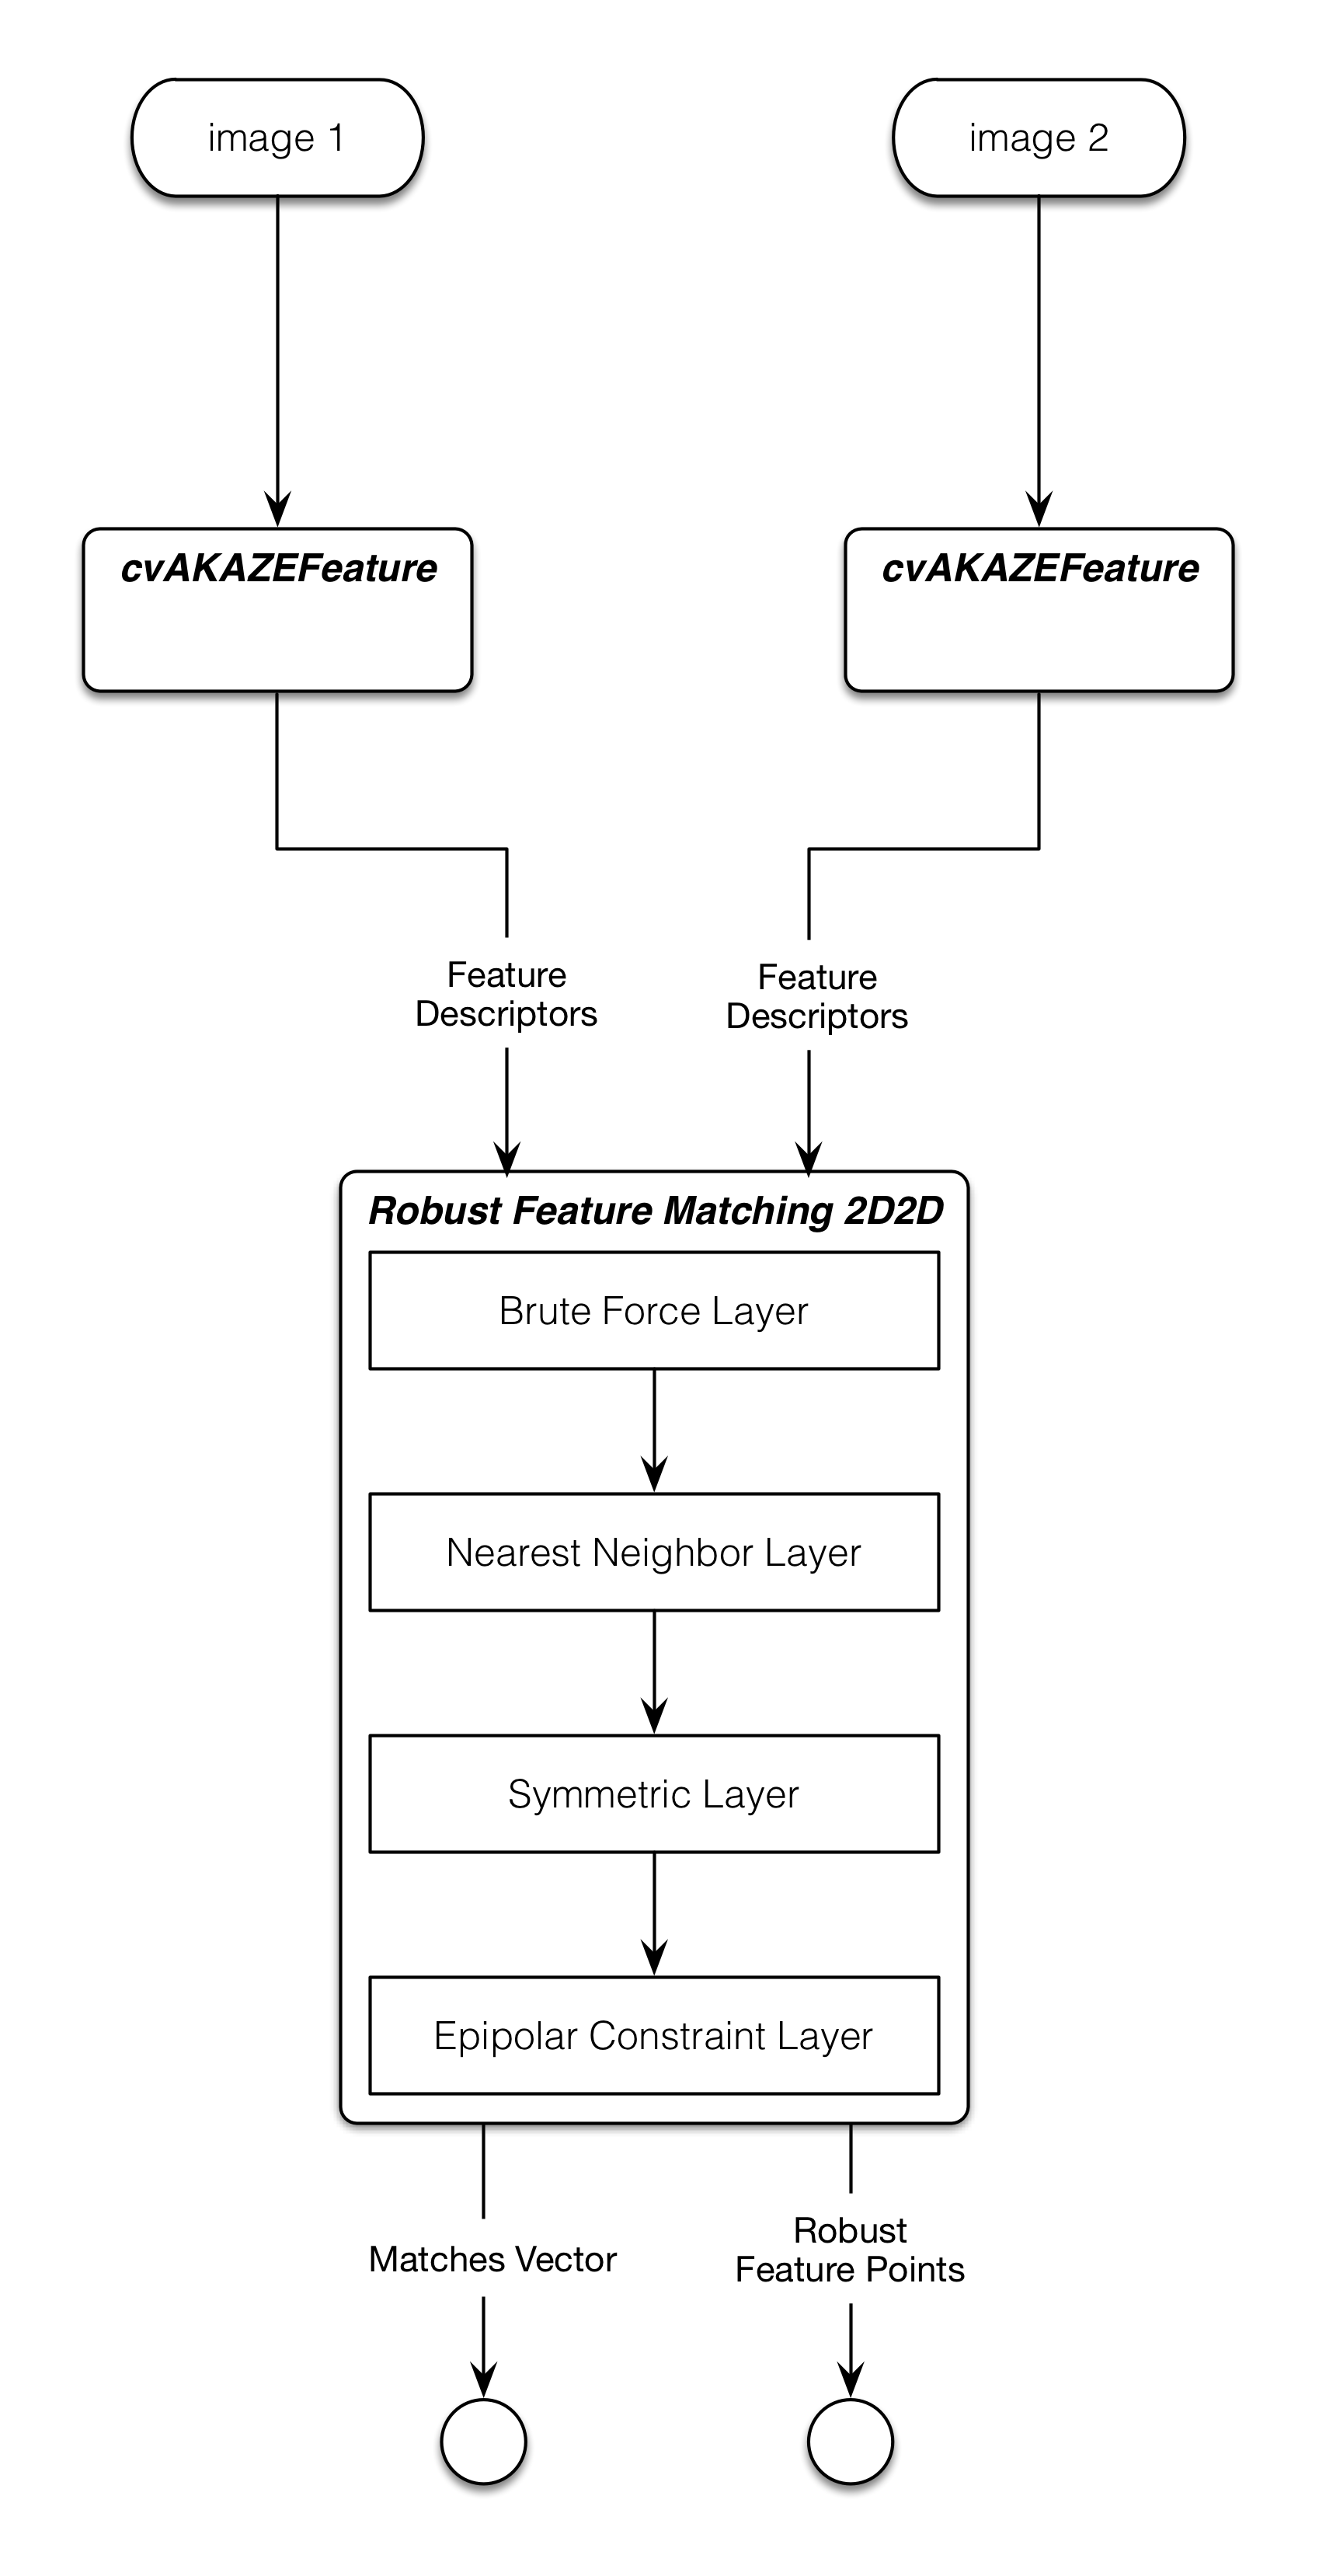 image 1
image 2
cvAKAZEFeature
cvAKAZEFeature
Feature
Descriptors
Feature
Descriptors
Robust Feature Matching 2D2D
Brute Force Layer
Nearest Neighbor Layer
Symmetric Layer
Epipolar Constraint Layer
Matches Vector
Robust
Feature Points